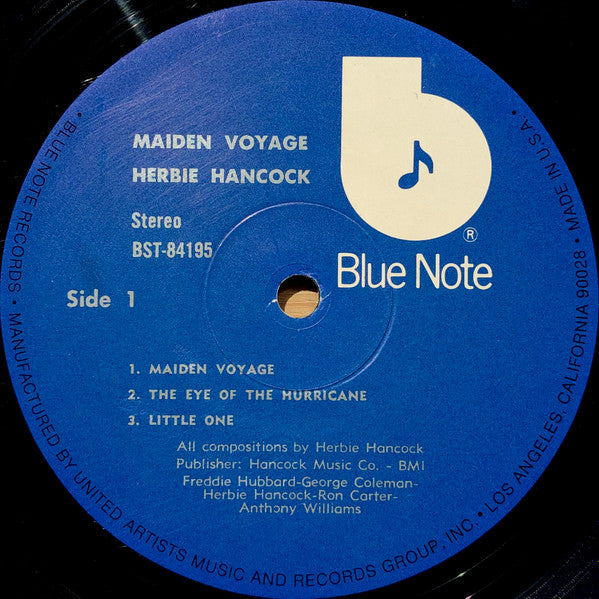 MAIDEN VOYAGE
HERBIE HANCOCK
Stereo
BST-84195
Side 1
®
Blue Note
1. MAIDEN VOYAGE
2. THE EYE OF THE HURRICANE
3. LITTLE ONE
All compositions by Herbie Hancock
Publisher: Hancock Music Co. - BMI
Freddie Hubbard-George Coleman-
Herbie Hancock-Ron Carter-
Anthony Williams
• BLUE NOTE RECORDS • MANUFACTURED BY UNITED ARTISTS MUSIC AND RECORDS GROUP, INC. • LOS ANGELES, CALIFORNIA 90028 • MADE IN U.S.A.